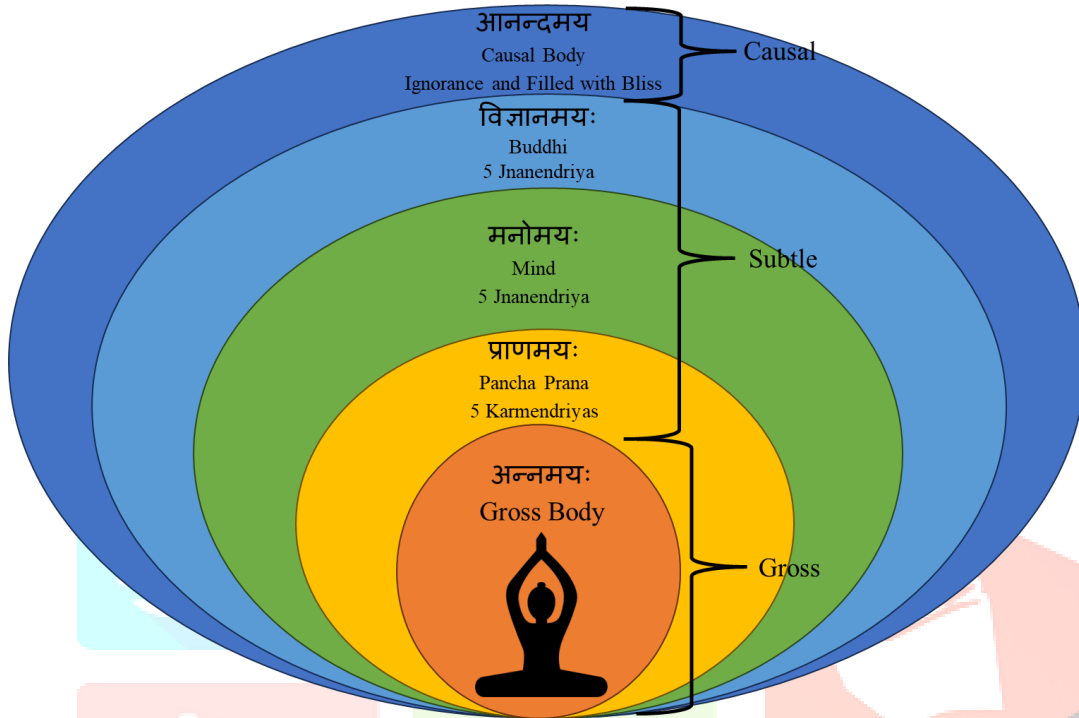 आनन्दमय
Causal Body
Ignorance and Filled with Bliss
Causal
विज्ञानमयः
Buddhi
5 Jnanendriya
मनोमयः
Mind
5 Jnanendriya
Subtle
प्राणमयः
Pancha Prana
5 Karmendriyas
अन्नमयः
Gross Body
Gross